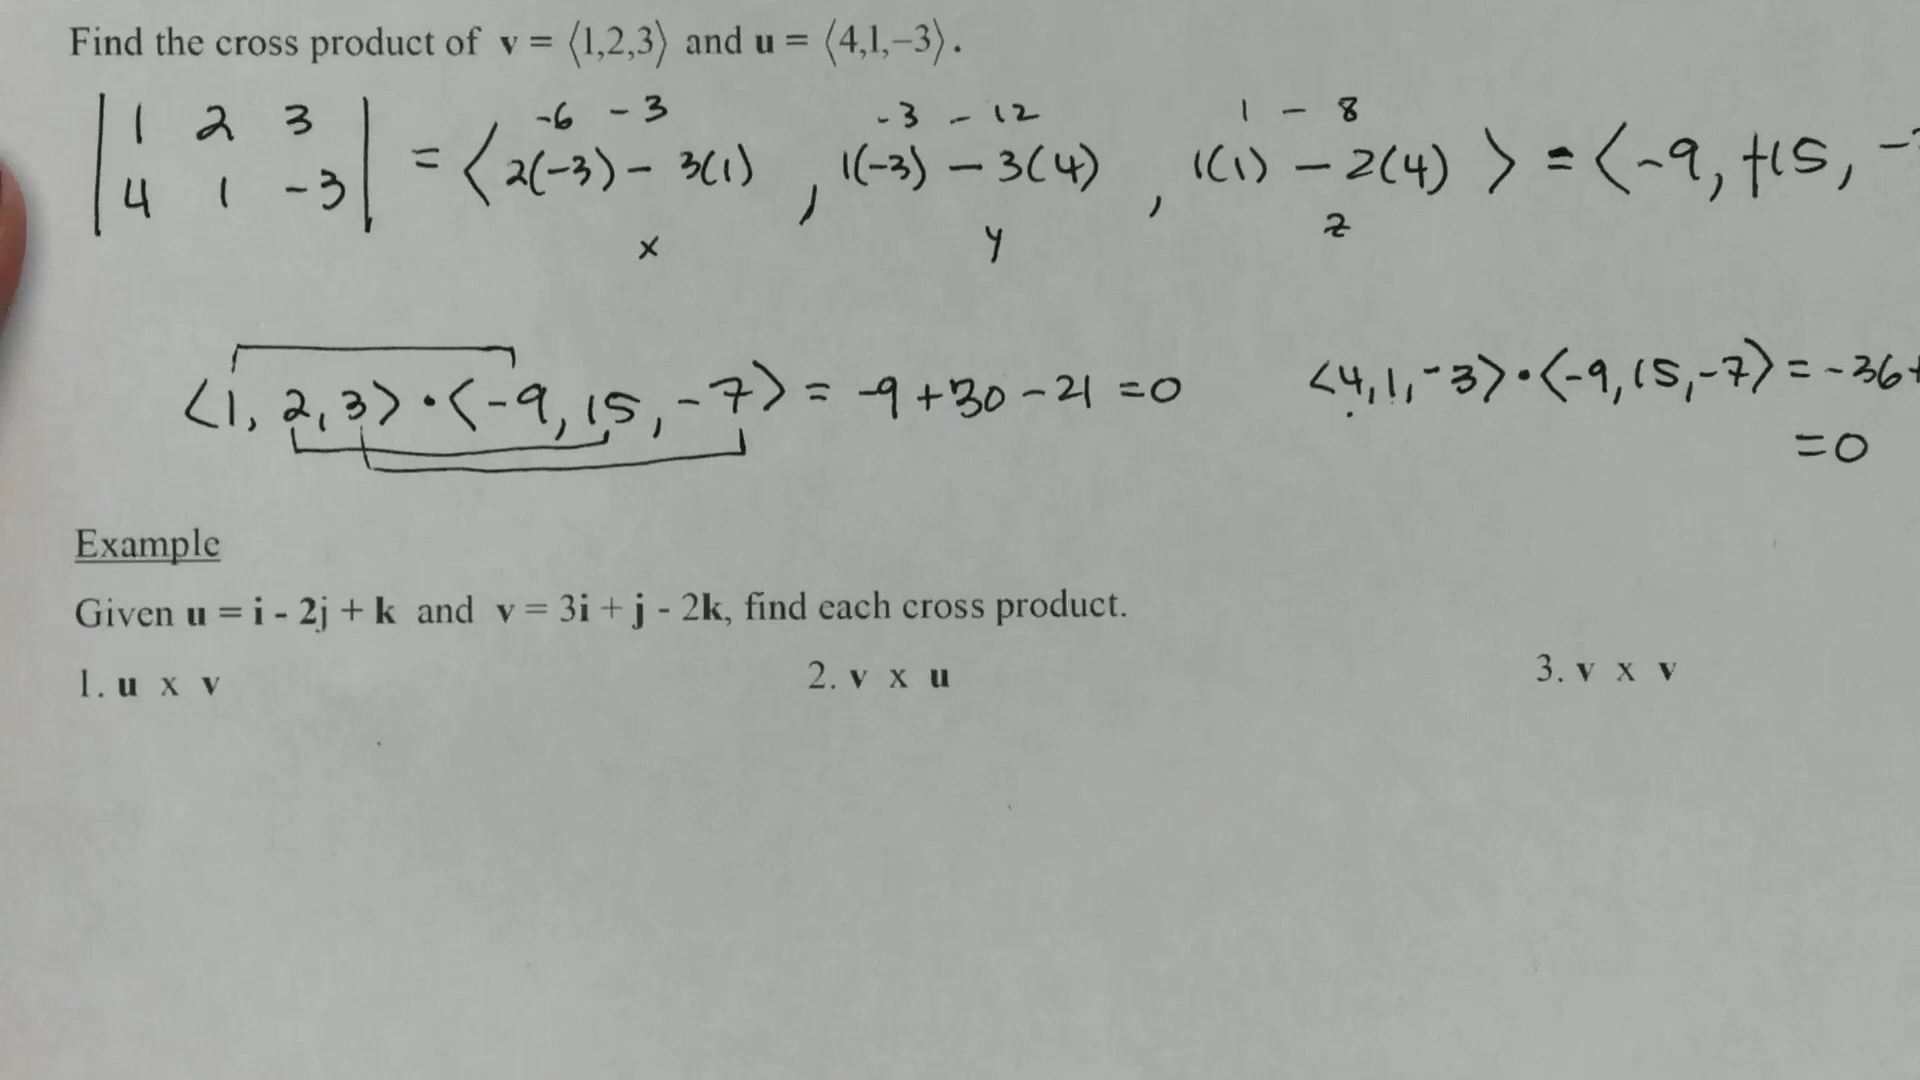 Find the cross product of v = ⟨1,2,3⟩ and u = ⟨4,1,−3⟩.
-6 - 3 -3 - 12 1 - 8
| 1 2 3 |
| 4 1 -3 | = ⟨ 2(-3) - 3(1) , 1(-3) - 3(4) , 1(1) - 2(4) ⟩ = ⟨-9, +15, -
x y z
⟨1, 2, 3⟩ · ⟨-9, 15, -7⟩ = -9 + 30 - 21 = 0
⟨4, 1, -3⟩ · ⟨-9, 15, -7⟩ = -36 +
= 0
Example
Given u = i - 2j + k and v = 3i + j - 2k, find each cross product.
1. u x v
2. v x u
3. v x v